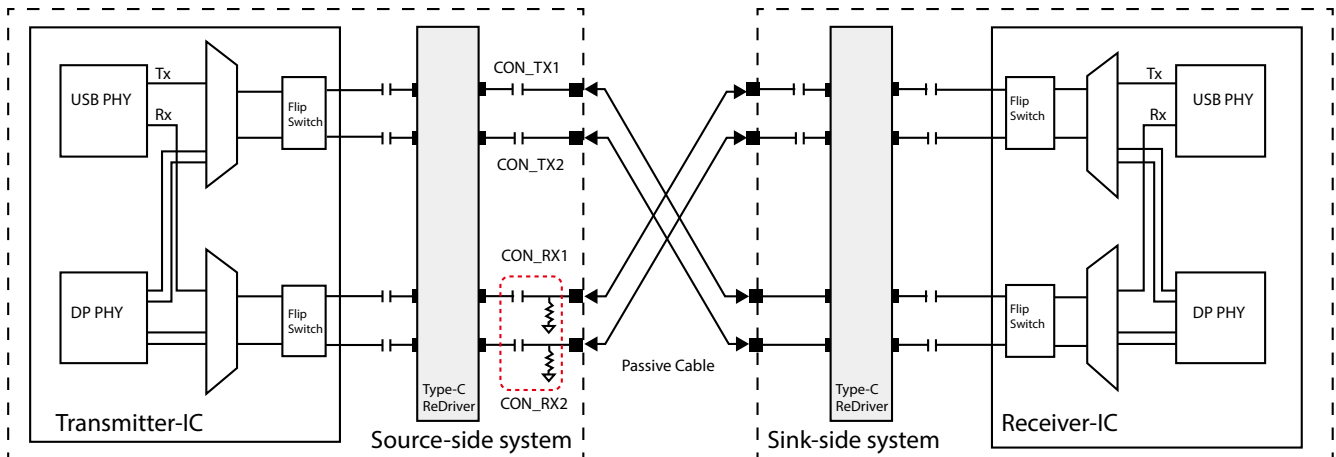 USB PHY
Tx
Rx
DP PHY
Flip
Switch
Flip
Switch
Transmitter-IC
Type-C
ReDriver
CON_TX1
CON_TX2
CON_RX1
CON_RX2
Source-side system
Passive Cable
Sink-side system
Type-C
ReDriver
Flip
Switch
Flip
Switch
Tx
Rx
USB PHY
DP PHY
Receiver-IC